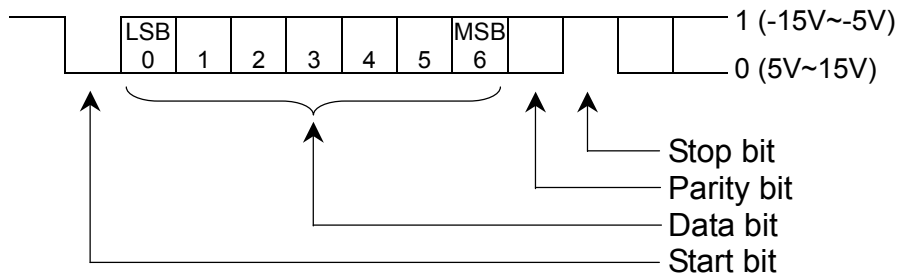 LSB MSB 1 (-15V~-5V)
0 1 2 3 4 5 6 0 (5V~15V)
Stop bit
Parity bit
Data bit
Start bit